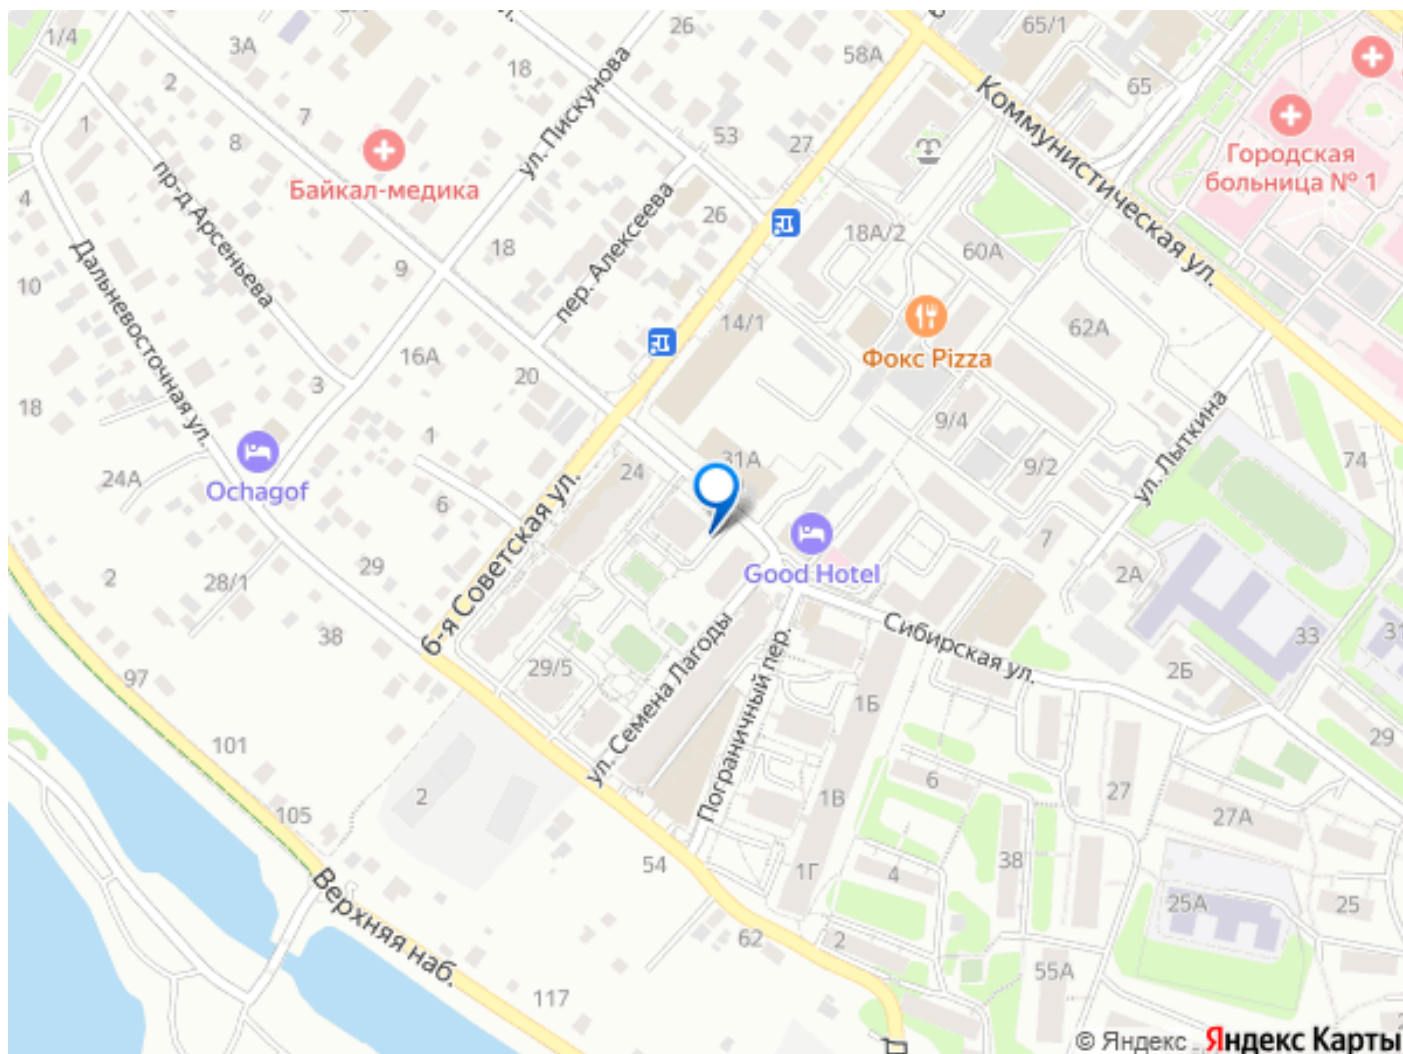 1/4
3А
26
65/1
58А
65
2
18
7
Коммунистическая ул.
ул. Пискунова
1
8
53
27
Городская
больница № 1
Байкал-медика
пр-д Арсеньева
4
пер. Алексеева
26
18А/2
60А
18
Дальневосточная ул.
9
10
14/1
62А
Фокс Pizza
16А
20
3
18
ул. Лыткина
9/4
1
31А
24
9/2
74
24А
Ochagof
6
6-я Советская ул.
7
29
Good Hotel
2А
2
28/1
38
Сибирская ул.
33
31
29/5
ул. Семена Лагоды
Пограничный пер.
2Б
97
1Б
101
29
6
2
1В
27
105
27А
54
1Г
4
38
Верхняя наб.
25А
25
62
2
55А
117
© Яндекс
Яндекс Карты